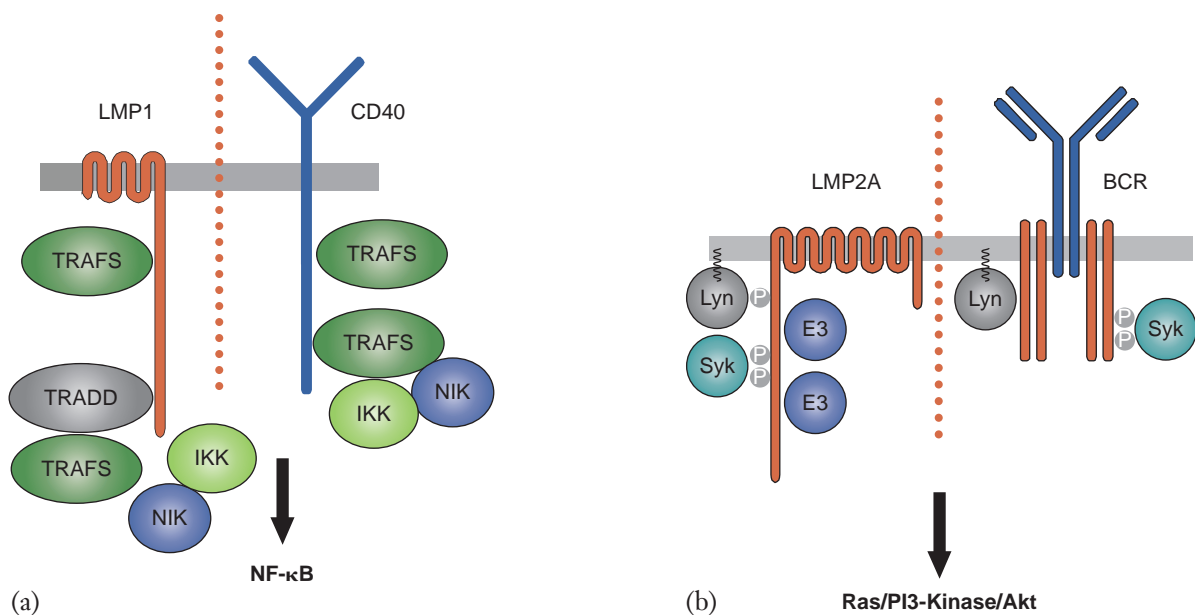 LMP1
CD40
TRAFS
TRAFS
TRAFS
TRADD
NIK
IKK
TRAFS
IKK
NIK
NF-κB
(a)
LMP2A
BCR
Lyn
P
E3
Lyn
P
P
Syk
Syk
P
P
E3
Ras/PI3-Kinase/Akt
(b)